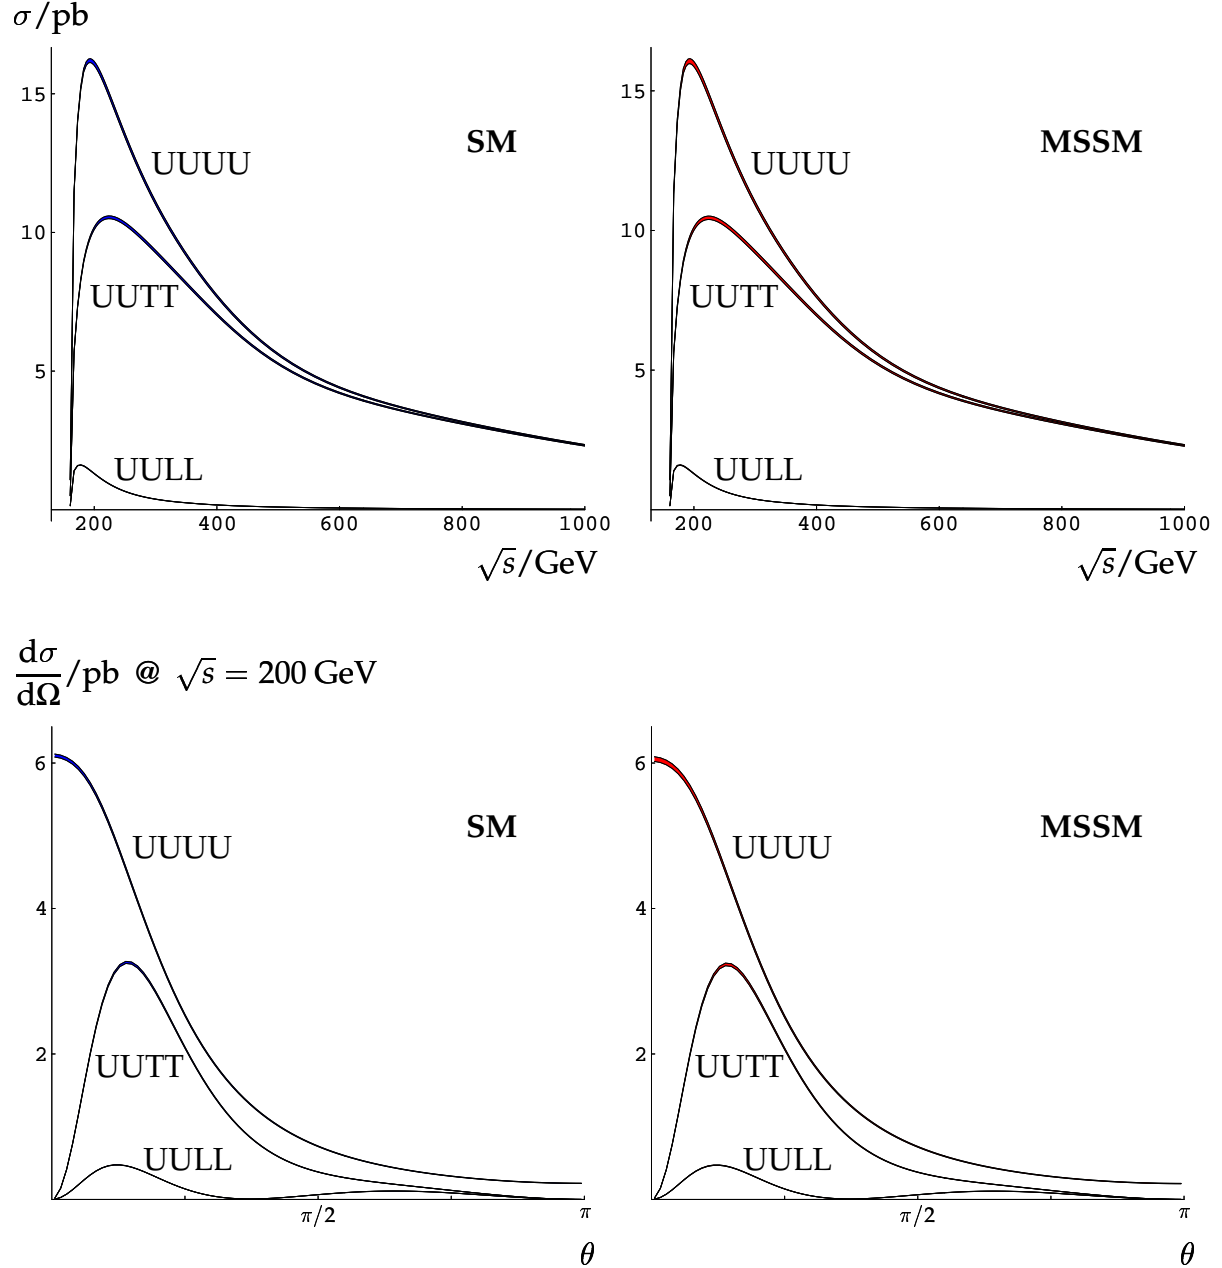 σ/pb
15
10
5
SM
UUUU
UUTT
UULL
200 400 600 800 1000
√s/GeV
15
10
5
MSSM
UUUU
UUTT
UULL
200 400 600 800 1000
√s/GeV
dσ
dΩ
/pb @ √s = 200 GeV
6
4
2
SM
UUUU
UUTT
UULL
π/2 π
θ
6
4
2
MSSM
UUUU
UUTT
UULL
π/2 π
θ